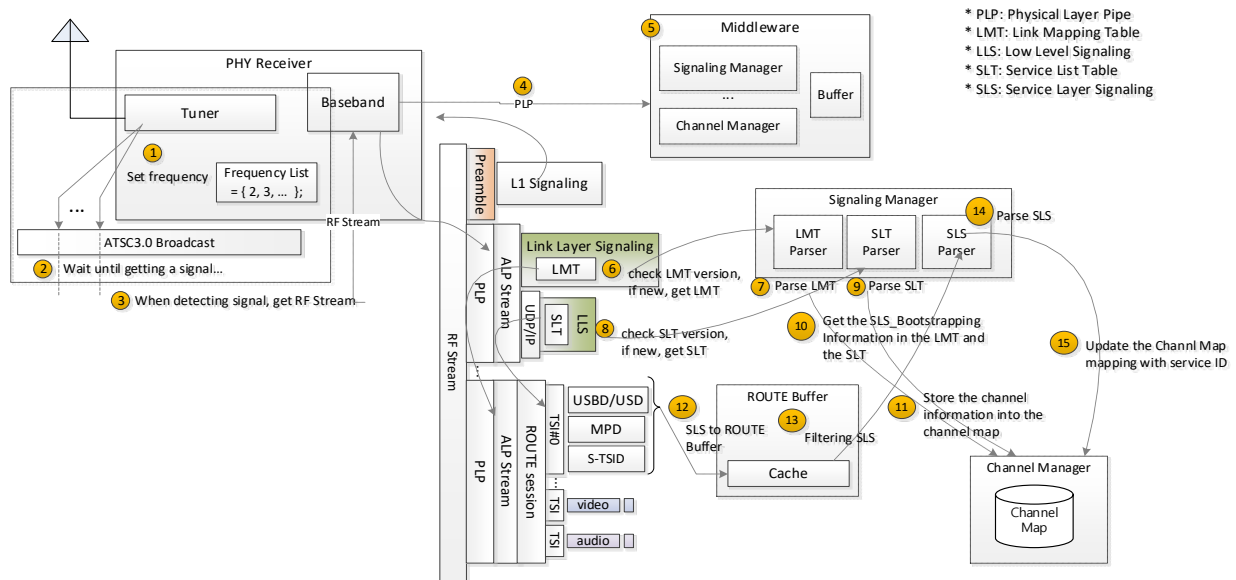 * PLP: Physical Layer Pipe
* LMT: Link Mapping Table
* LLS: Low Level Signaling
* SLT: Service List Table
* SLS: Service Layer Signaling
PHY Receiver
Tuner
Baseband
1
Set frequency
Frequency List
= { 2, 3, … };
...
RF Stream
ATSC3.0 Broadcast
2 Wait until getting a signal…
3 When detecting signal, get RF Stream
4
PLP
5
Middleware
Signaling Manager
...
Channel Manager
Buffer
RF Stream
Preamble
L1 Signaling
PLP
ALP Stream
Link Layer Signaling
LMT
6
check LMT version,
if new, get LMT
UDP/IP
SLT
LLS
8
check SLT version,
if new, get SLT
...
PLP
ALP Stream
ROUTE session
TSI#0
USBD/USD
MPD
S-TSID
...
TSI
video
TSI
audio
12
SLS to ROUTE
Buffer
ROUTE Buffer
13
Filtering SLS
Cache
Signaling Manager
LMT
Parser
SLT
Parser
SLS
Parser
14
Parse SLS
7 Parse LMT
9 Parse SLT
10
Get the SLS_Bootstrapping
Information in the LMT and
the SLT
11
Store the channel
information into the
channel map
15
Update the Channl Map
mapping with service ID
Channel Manager
Channel
Map